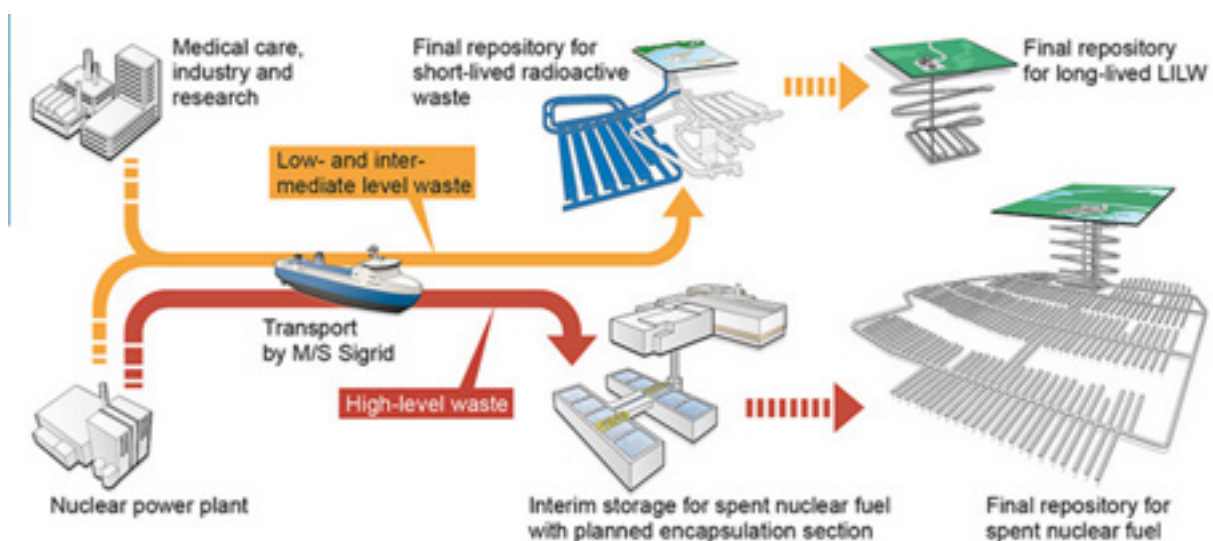 Medical care,
industry and
research
Final repository for
short-lived radioactive
waste
Final repository
for long-lived LILW
Low- and inter-
mediate level waste
Transport
by M/S Sigrid
High-level waste
Nuclear power plant
Interim storage for spent nuclear fuel
with planned encapsulation section
Final repository for
spent nuclear fuel